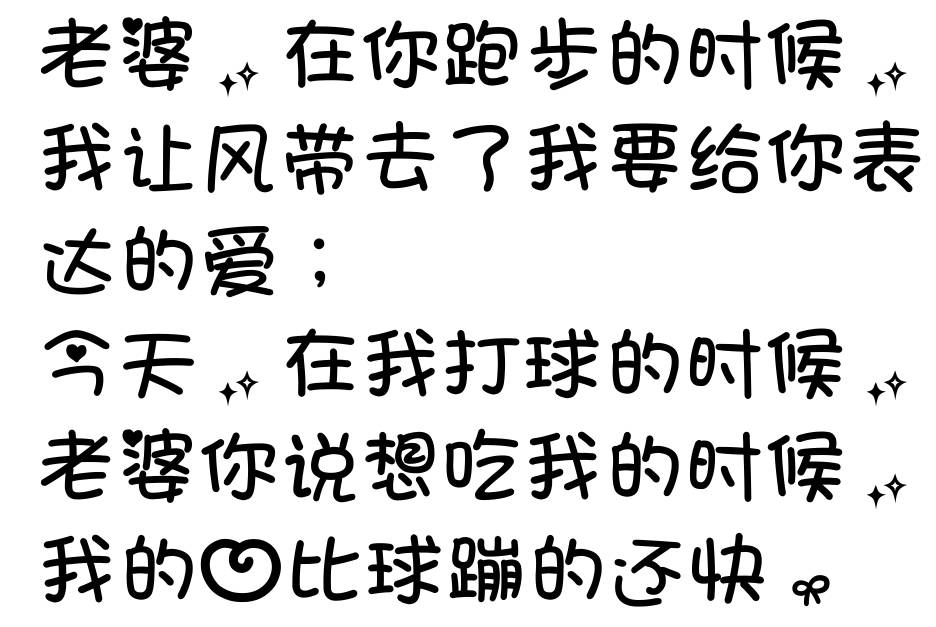 老婆，在你跑步的时候，
我让风带去了我要给你表
达的爱；
今天，在我打球的时候，
老婆你说想吃我的时候，
我的心比球蹦的还快。